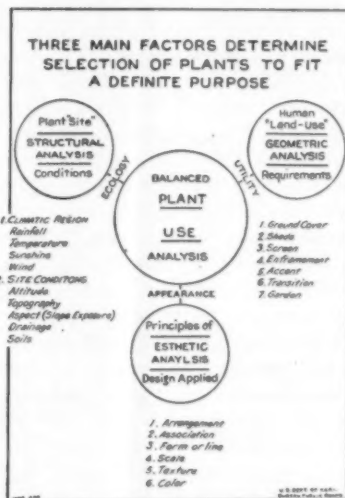 THREE MAIN FACTORS DETERMINE
SELECTION OF PLANTS TO FIT
A DEFINITE PURPOSE
Plant "Site"
STRUCTURAL
ANALYSIS
Conditions
ECOLOGY
Human
"Land-Use"
GEOMETRIC
ANALYSIS
Requirements
UTILITY
BALANCED
PLANT
USE
ANALYSIS
APPEARANCE
1. CLIMATIC REGION
Rainfall
Temperature
Sunshine
Wind
2. SITE CONDITONS
Altitude
Topography
Aspect (Slope Exposure)
Drainage
Soils
1. Ground Cover
2. Shade
3. Screen
4. Enframement
5. Accent
6. Transition
7. Garden
Principles of
ESTHETIC
ANAYLSIS
Design Applied
1. Arrangement
2. Association
3. Form or line
4. Scale
5. Texture
6. Color
U S DEPT OF AGRI.